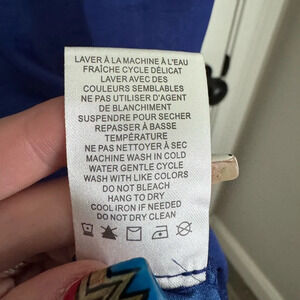 LAVER À LA MACHINE À L'EAU
FRAÎCHE CYCLE DÉLICAT
LAVER AVEC DES
COULEURS SEMBLABLES
NE PAS UTILISER D'AGENT
DE BLANCHIMENT
SUSPENDRE POUR SECHER
REPASSER À BASSE
TEMPÉRATURE
NE PAS NETTOYER À SEC
MACHINE WASH IN COLD
WATER GENTLE CYCLE
WASH WITH LIKE COLORS
DO NOT BLEACH
HANG TO DRY
COOL IRON IF NEEDED
DO NOT DRY CLEAN